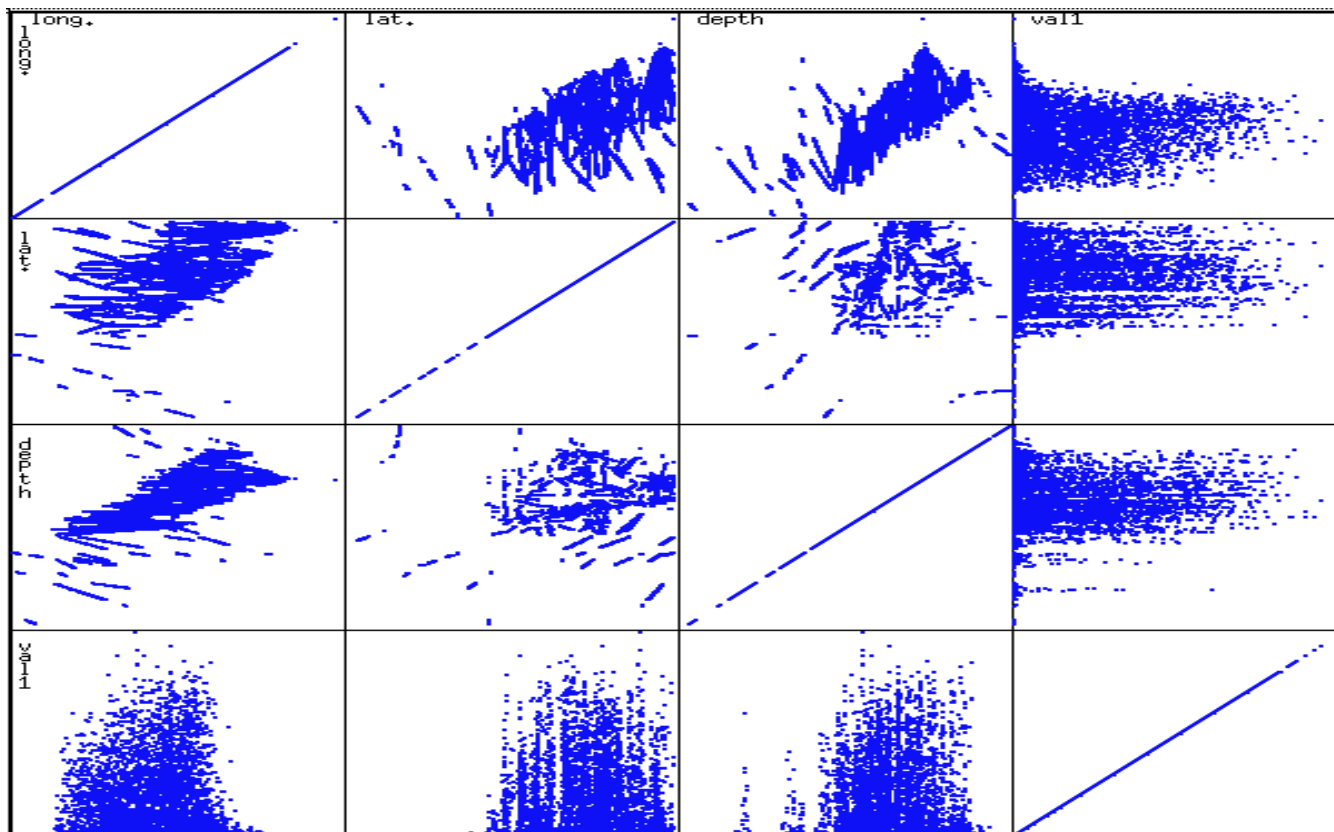 long. lat. depth val1
long.
lat.
depth
val1